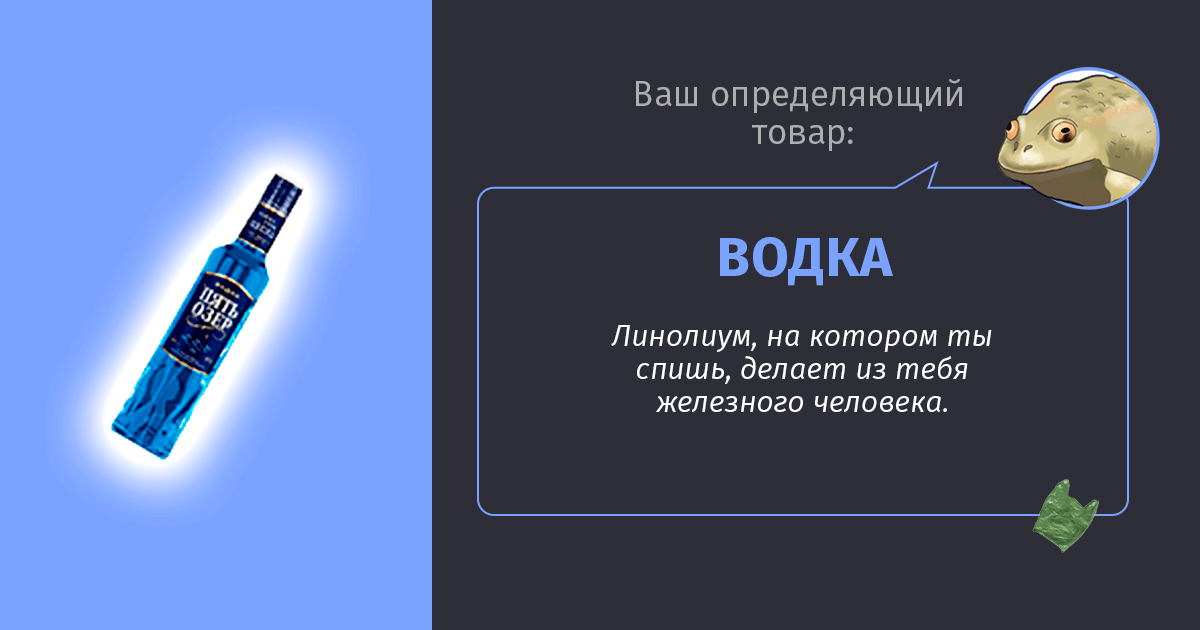 Ваш определяющий
товар:
ВОДКА
Линолиум, на котором ты
спишь, делает из тебя
железного человека.
ПЯТЬ
ОЗЕР